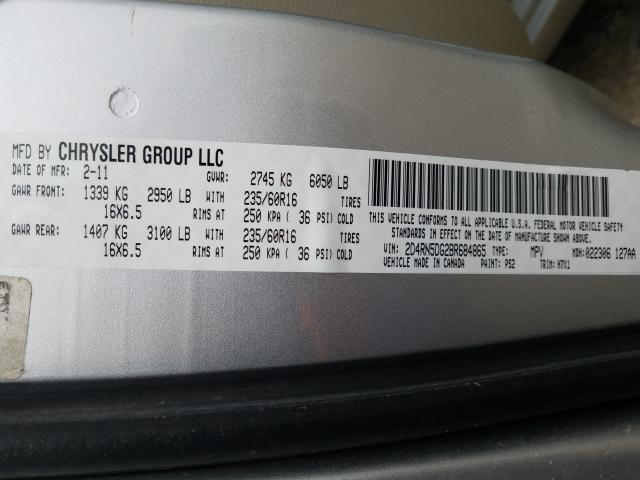 MFD BY CHRYSLER GROUP LLC
DATE OF MFR: 2-11 GVWR: 2745 KG 6050 LB
GAWR FRONT: 1339 KG 2950 LB WITH 235/60R16 TIRES
16X6.5 RIMS AT 250 KPA ( 36 PSI) COLD
GAWR REAR: 1407 KG 3100 LB WITH 235/60R16 TIRES
16X6.5 RIMS AT 250 KPA ( 36 PSI) COLD
THIS VEHICLE CONFORMS TO ALL APPLICABLE U.S.A. FEDERAL MOTOR VEHICLE SAFETY
STANDARDS IN EFFECT ON THE DATE OF MANUFACTURE SHOWN ABOVE.
VIN: 2D4RN5DG2BR684865 TYPE: MPV MDH:022306 127AA
VEHICLE MADE IN CANADA PAINT: PS2 TRIM: H7X1